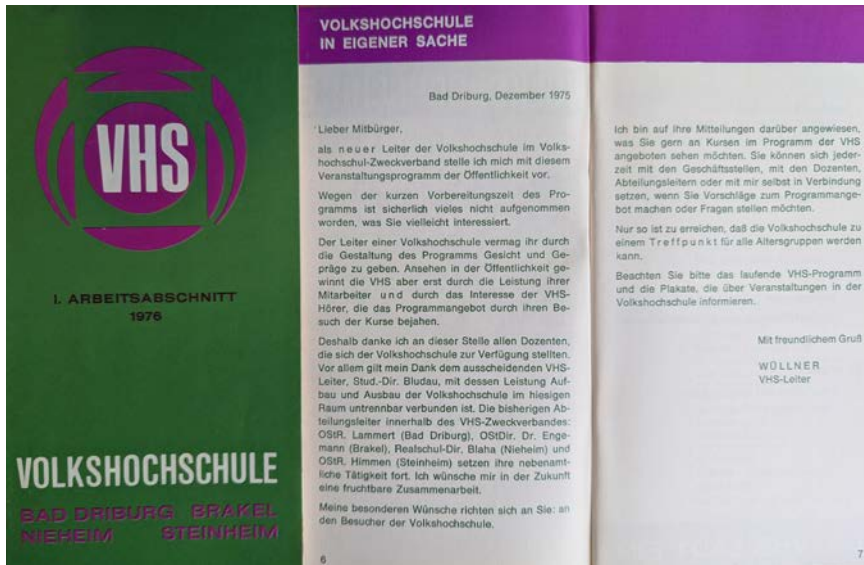 VHS
I. ARBEITSABSCHNITT
1976
VOLKSHOCHSCHULE
BAD DRIBURG BRAKEL
NIEHEIM STEINHEIM
VOLKSHOCHSCHULE
IN EIGENER SACHE
Bad Driburg, Dezember 1975
Lieber Mitbürger,
als neuer Leiter der Volkshochschule im Volks-
hochschul-Zweckverband stelle ich mich mit diesem
Veranstaltungsprogramm der Öffentlichkeit vor.
Wegen der kurzen Vorbereitungszeit des Pro-
gramms ist sicherlich vieles nicht aufgenommen
worden, was Sie vielleicht interessiert.
Der Leiter einer Volkshochschule vermag ihr durch
die Gestaltung des Programms Gesicht und Ge-
präge zu geben. Ansehen in der Öffentlichkeit ge-
winnt die VHS aber erst durch die Leistung ihrer
Mitarbeiter und durch das Interesse der VHS-
Hörer, die das Programmangebot durch ihren Be-
such der Kurse bejahen.
Deshalb danke ich an dieser Stelle allen Dozenten,
die sich der Volkshochschule zur Verfügung stellten.
Vor allem gilt mein Dank dem ausscheidenden VHS-
Leiter, Stud.-Dir. Bludau, mit dessen Leistung Auf-
bau und Ausbau der Volkshochschule im hiesigen
Raum untrennbar verbunden ist. Die bisherigen Ab-
teilungsleiter innerhalb des VHS-Zweckverbandes:
OStR. Lammert (Bad Driburg), OStDir. Dr. Enge-
mann (Brakel), Realschul-Dir. Blaha (Nieheim) und
OStR. Himmen (Steinheim) setzen ihre nebenamt-
liche Tätigkeit fort. Ich wünsche mir in der Zukunft
eine fruchtbare Zusammenarbeit.
Meine besonderen Wünsche richten sich an Sie: an
den Besucher der Volkshochschule.
6
Ich bin auf Ihre Mitteilungen darüber angewiesen,
was Sie gern an Kursen im Programm der VHS
angeboten sehen möchten. Sie können sich jeder-
zeit mit den Geschäftsstellen, mit den Dozenten,
Abteilungsleitern oder mit mir selbst in Verbindung
setzen, wenn Sie Vorschläge zum Programmange-
bot machen oder Fragen stellen möchten.
Nur so ist zu erreichen, daß die Volkshochschule zu
einem Treffpunkt für alle Altersgruppen werden
kann.
Beachten Sie bitte das laufende VHS-Programm
und die Plakate, die über Veranstaltungen in der
Volkshochschule informieren.
Mit freundlichem Gruß
WÜLLNER
VHS-Leiter
7